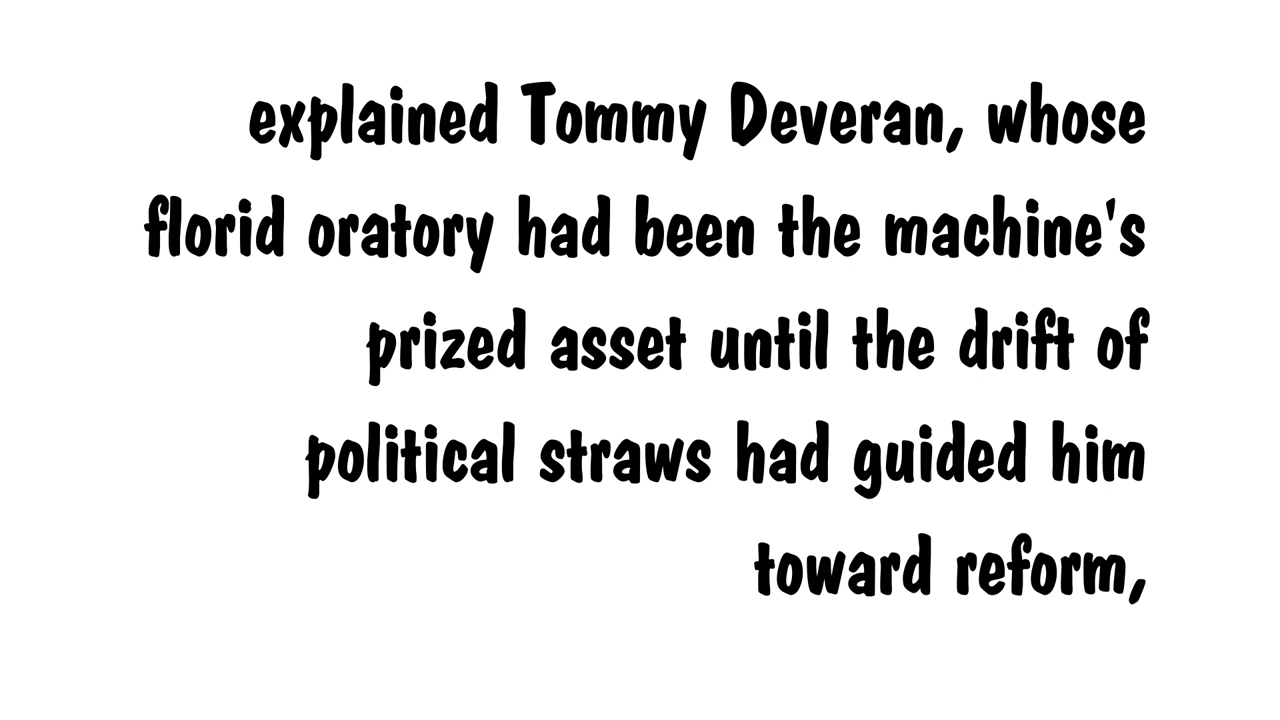 explained Tommy Deveran, whose
florid oratory had been the machine's
prized asset until the drift of
political straws had guided him
toward reform,